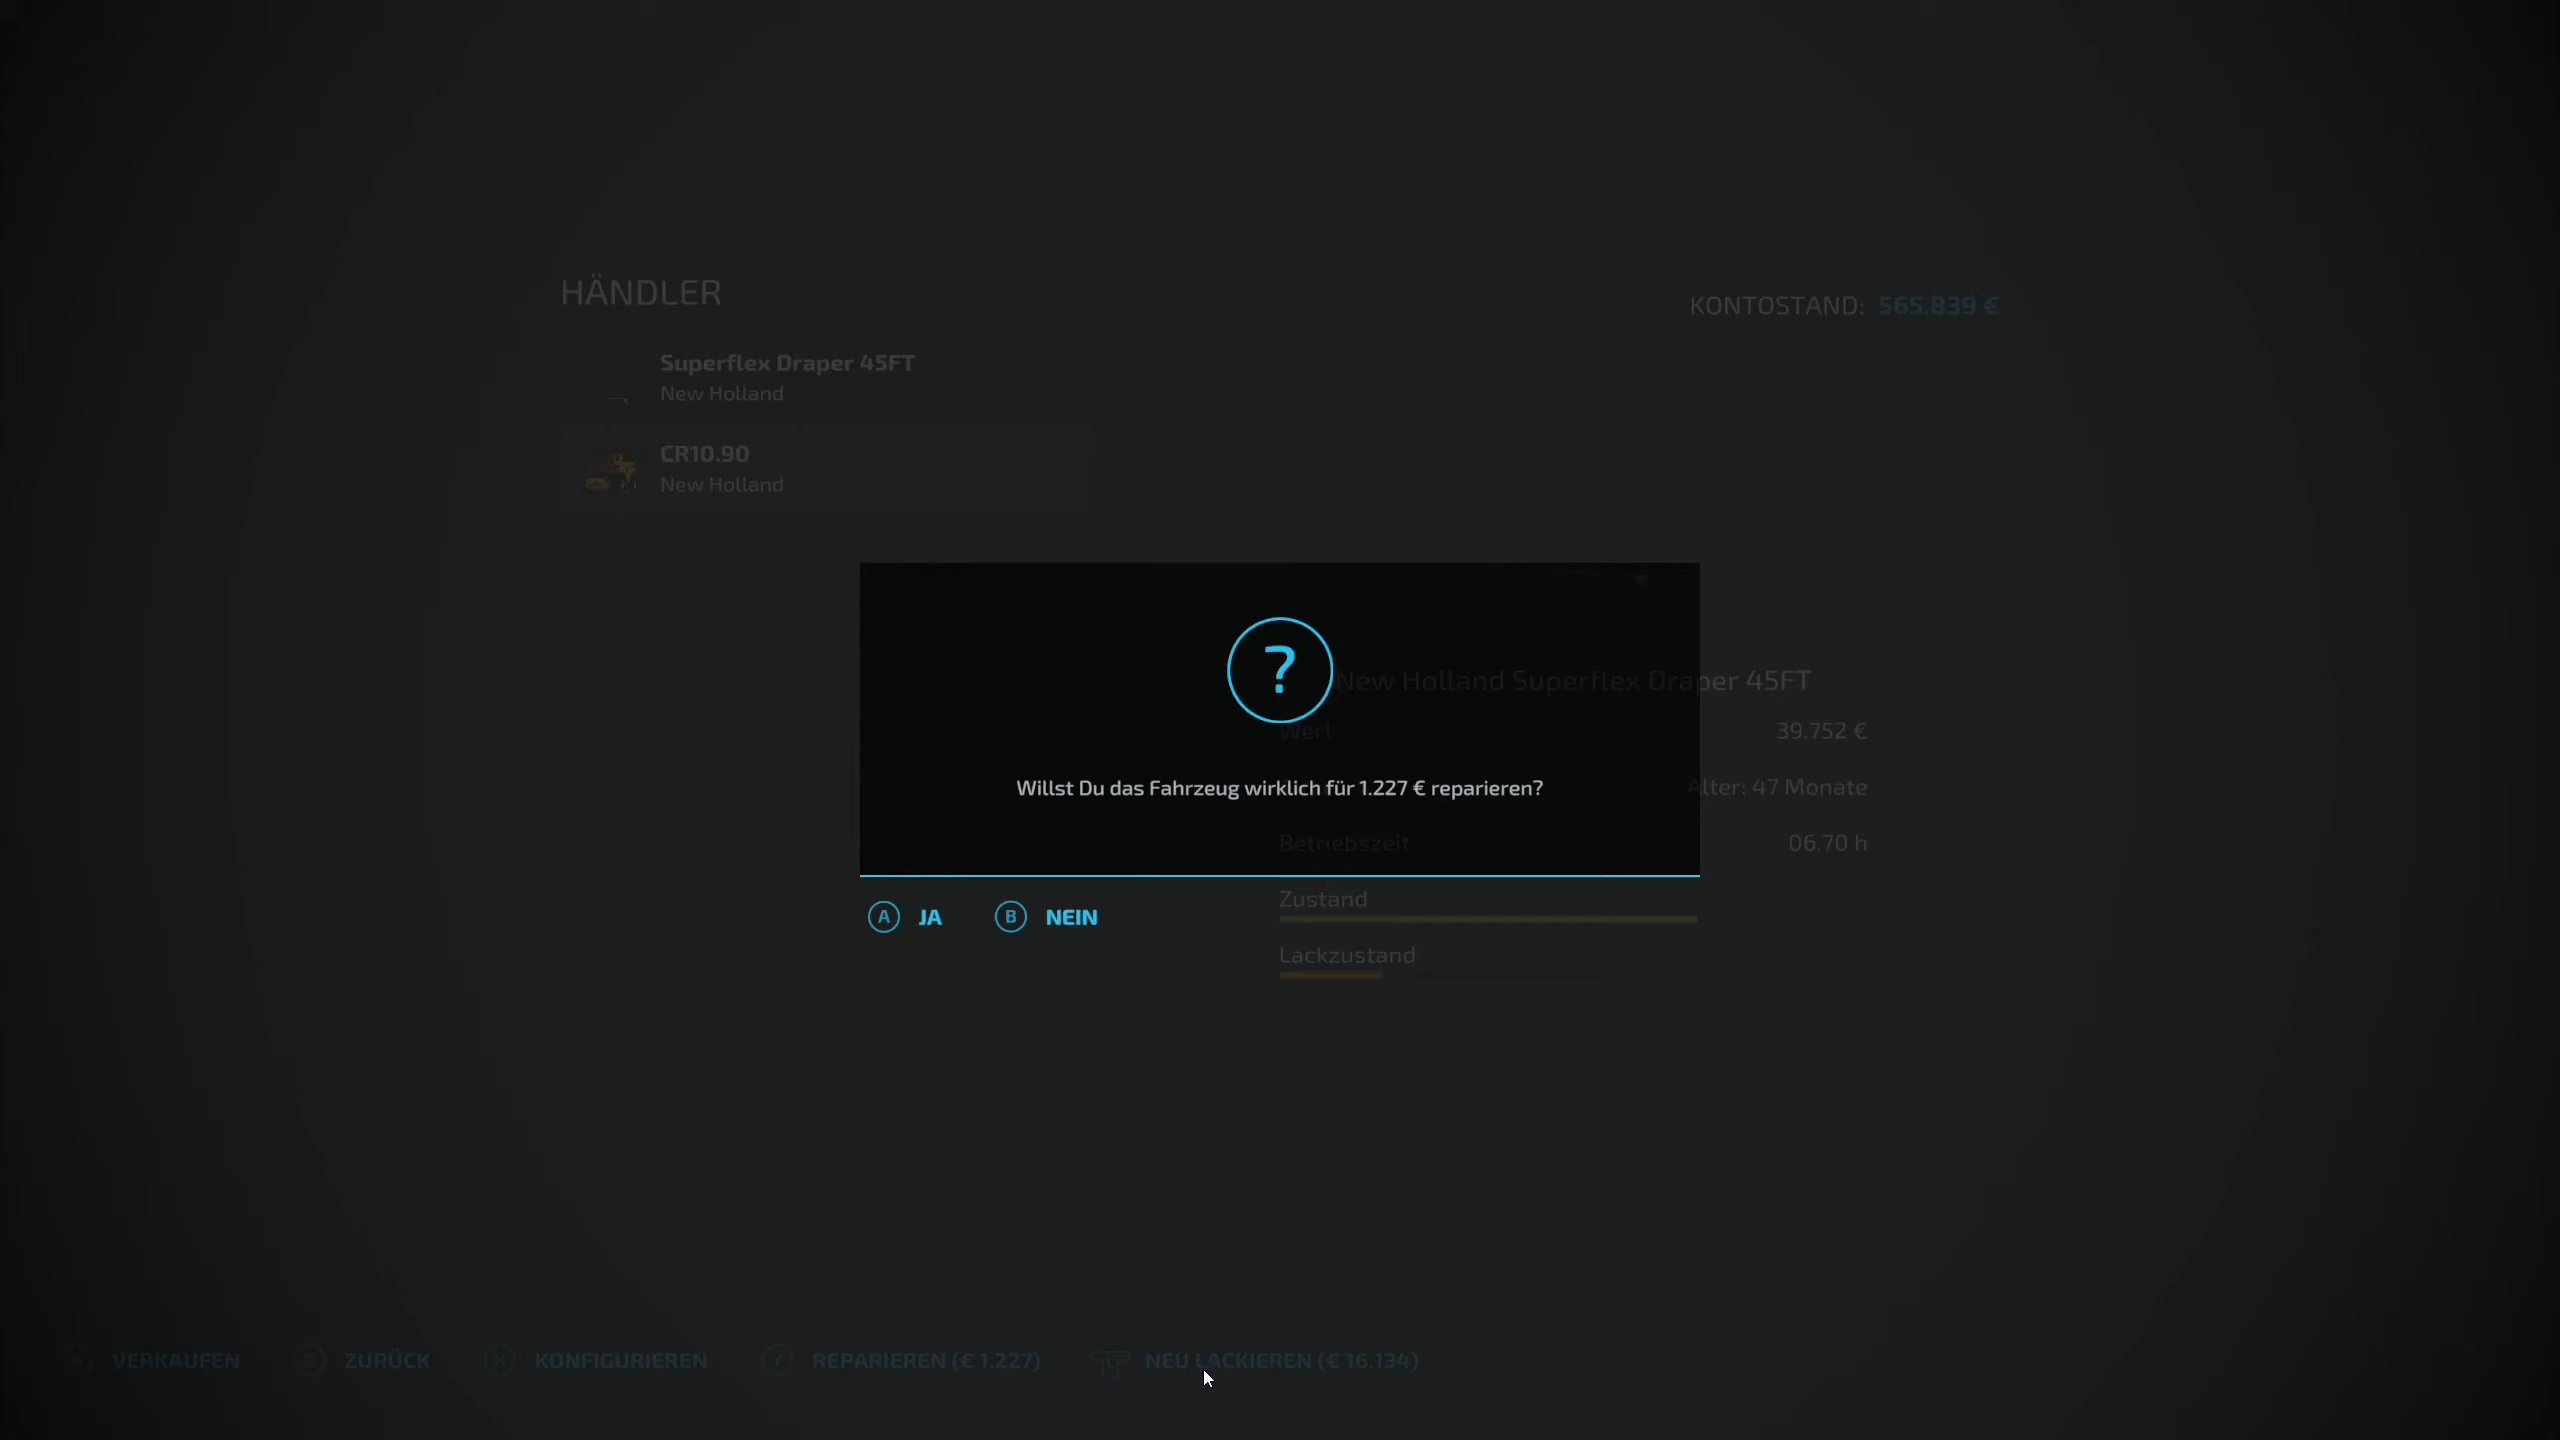 HÄNDLER
KONTOSTAND: 565.839 €
Superflex Draper 45FT
New Holland
CR10.90
New Holland
?
New Holland Superflex Draper 45FT
Wert 39.752 €
Willst Du das Fahrzeug wirklich für 1.227 € reparieren?
Alter: 47 Monate
Betriebszeit 06.70 h
A JA B NEIN
Zustand
Lackzustand
VERKAUFEN ZURÜCK X KONFIGURIEREN Y REPARIEREN (€ 1.227) NEU LACKIEREN (€ 16.134)